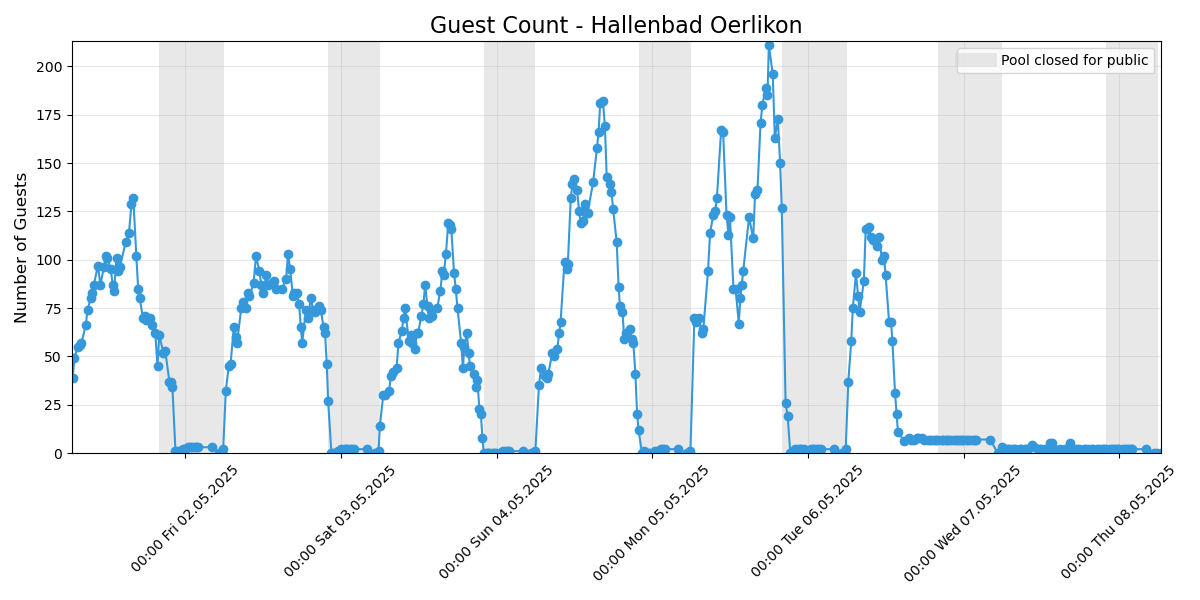 Guest Count - Hallenbad Oerlikon
Pool closed for public
Number of Guests
200
175
150
125
100
75
50
25
0
00:00 Fri 02.05.2025
00:00 Sat 03.05.2025
00:00 Sun 04.05.2025
00:00 Mon 05.05.2025
00:00 Tue 06.05.2025
00:00 Wed 07.05.2025
00:00 Thu 08.05.2025